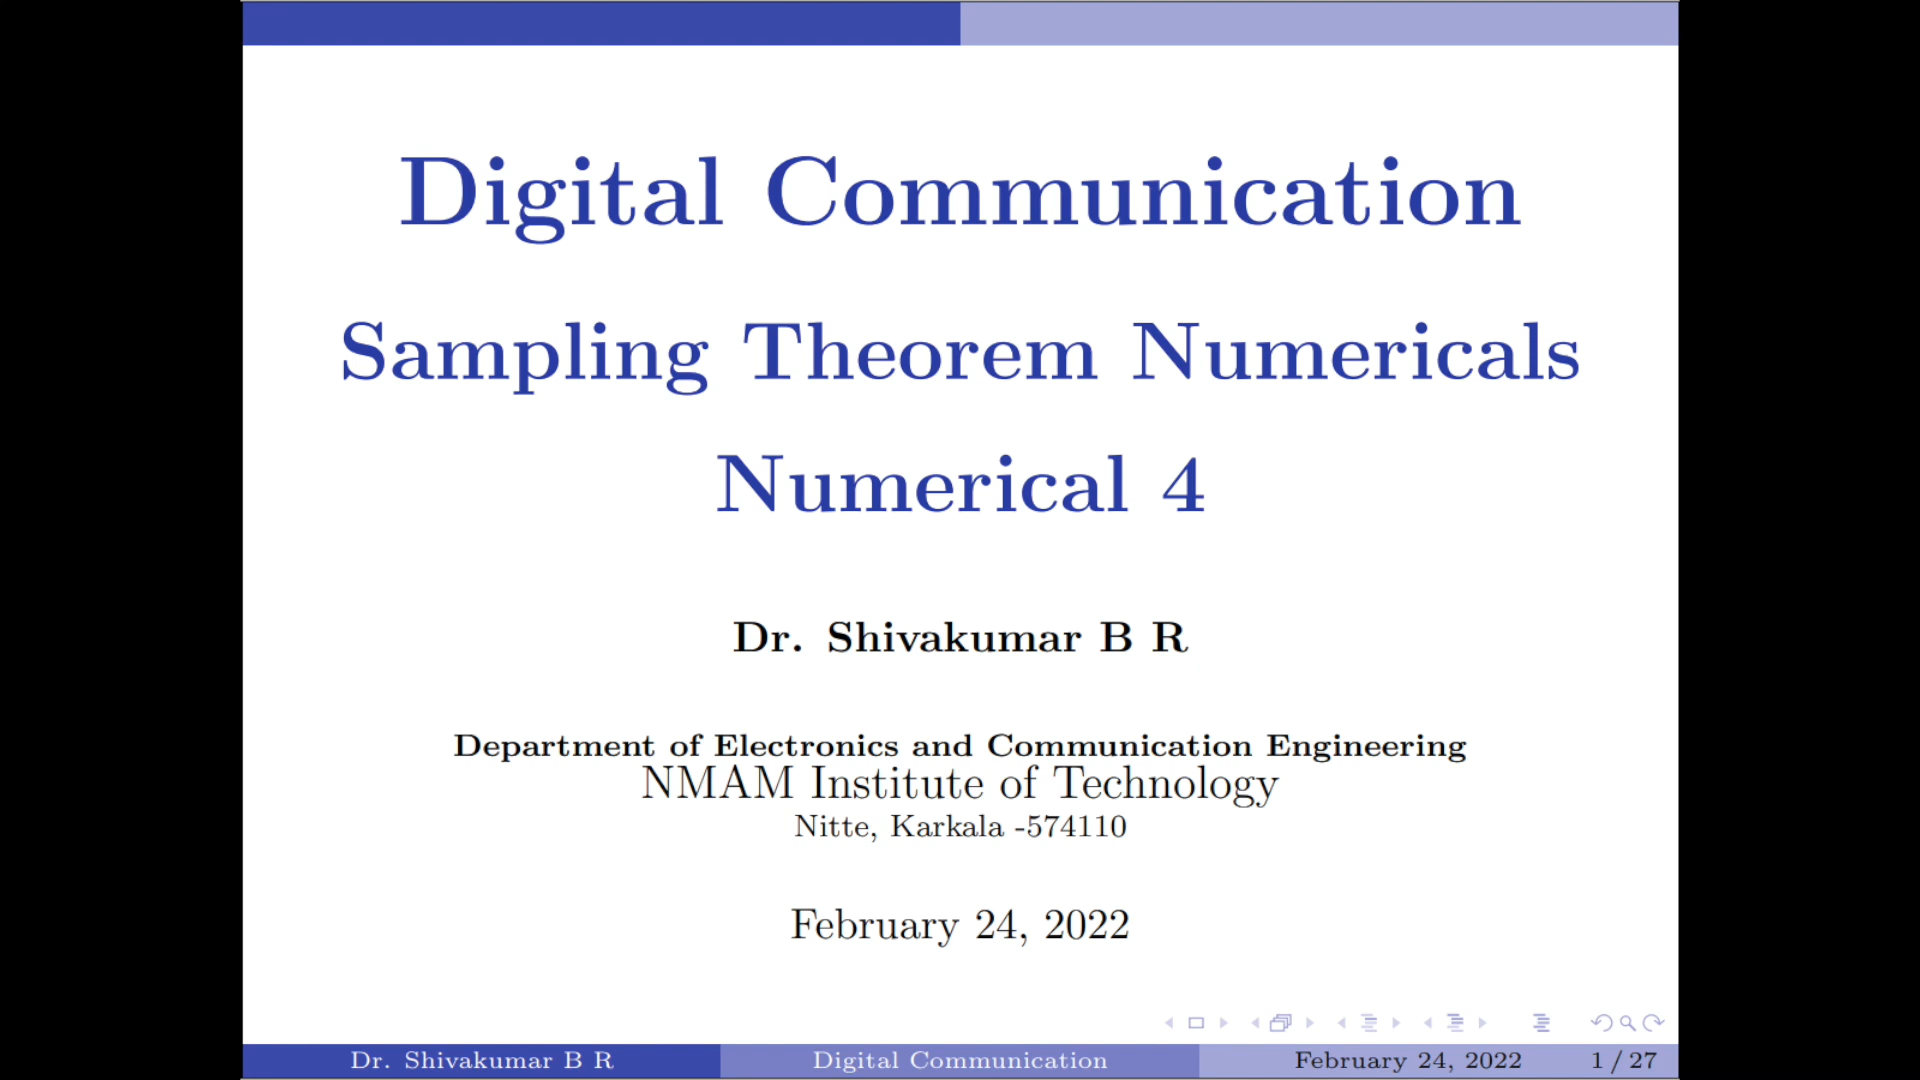 Digital Communication
Sampling Theorem Numericals
Numerical 4
Dr. Shivakumar B R
Department of Electronics and Communication Engineering
NMAM Institute of Technology
Nitte, Karkala -574110
February 24, 2022
Dr. Shivakumar B R Digital Communication February 24, 2022 1 / 27